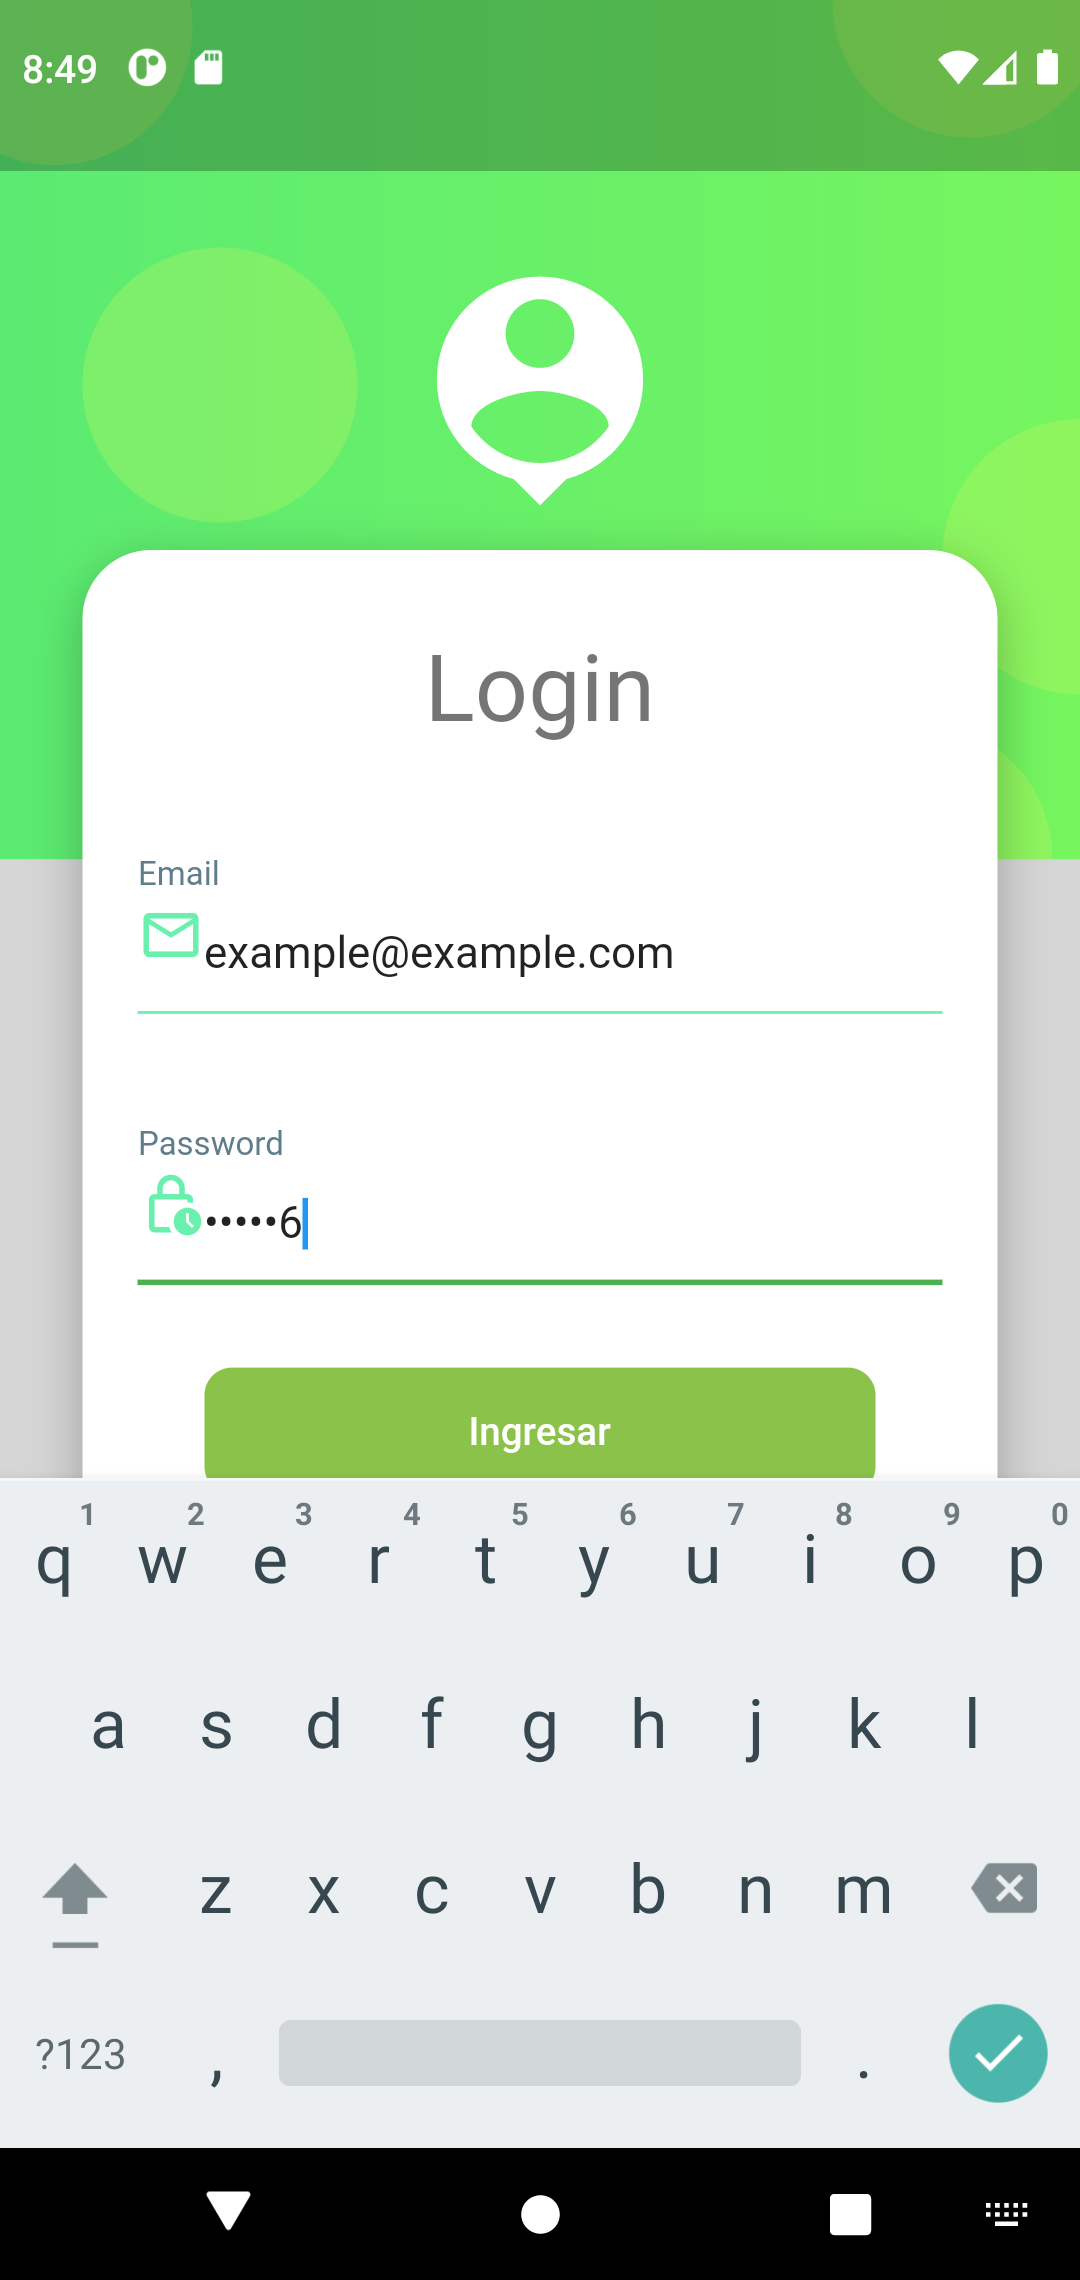 8:49
Login
Email
example@example.com
Password
•••••6
Ingresar
1 2 3 4 5 6 7 8 9 0
q w e r t y u i o p
a s d f g h j k l
z x c v b n m
?123 , .